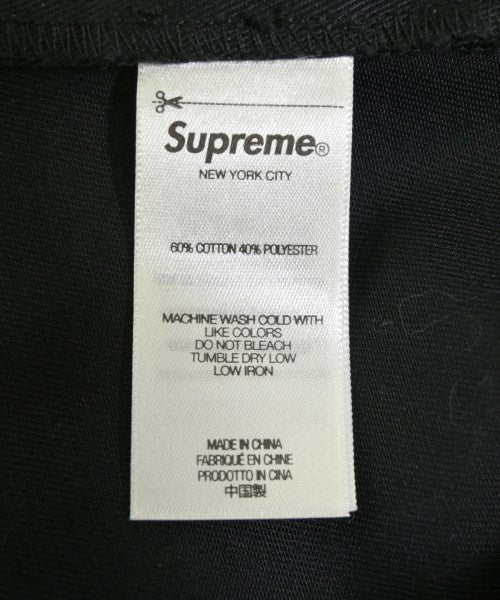 Supreme®
NEW YORK CITY
60% COTTON 40% POLYESTER
MACHINE WASH COLD WITH
LIKE COLORS
DO NOT BLEACH
TUMBLE DRY LOW
LOW IRON
MADE IN CHINA
FABRIQUÉ EN CHINE
PRODOTTO IN CINA
中国製